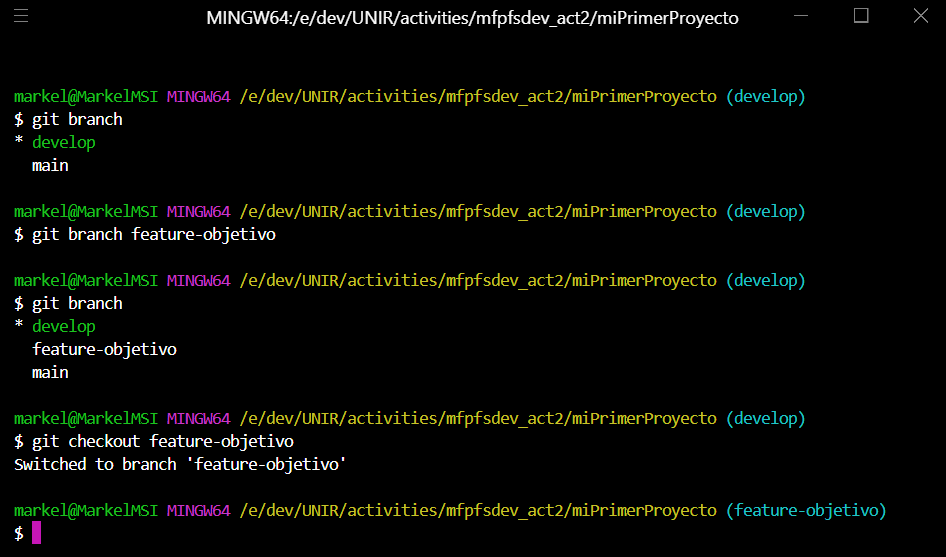 MINGW64:/e/dev/UNIR/activities/mfpfsdev_act2/miPrimerProyecto
markel@MarkelMSI MINGW64 /e/dev/UNIR/activities/mfpfsdev_act2/miPrimerProyecto (develop)
$ git branch
* develop
  main
markel@MarkelMSI MINGW64 /e/dev/UNIR/activities/mfpfsdev_act2/miPrimerProyecto (develop)
$ git branch feature-objetivo
markel@MarkelMSI MINGW64 /e/dev/UNIR/activities/mfpfsdev_act2/miPrimerProyecto (develop)
$ git branch
* develop
  feature-objetivo
  main
markel@MarkelMSI MINGW64 /e/dev/UNIR/activities/mfpfsdev_act2/miPrimerProyecto (develop)
$ git checkout feature-objetivo
Switched to branch 'feature-objetivo'
markel@MarkelMSI MINGW64 /e/dev/UNIR/activities/mfpfsdev_act2/miPrimerProyecto (feature-objetivo)
$